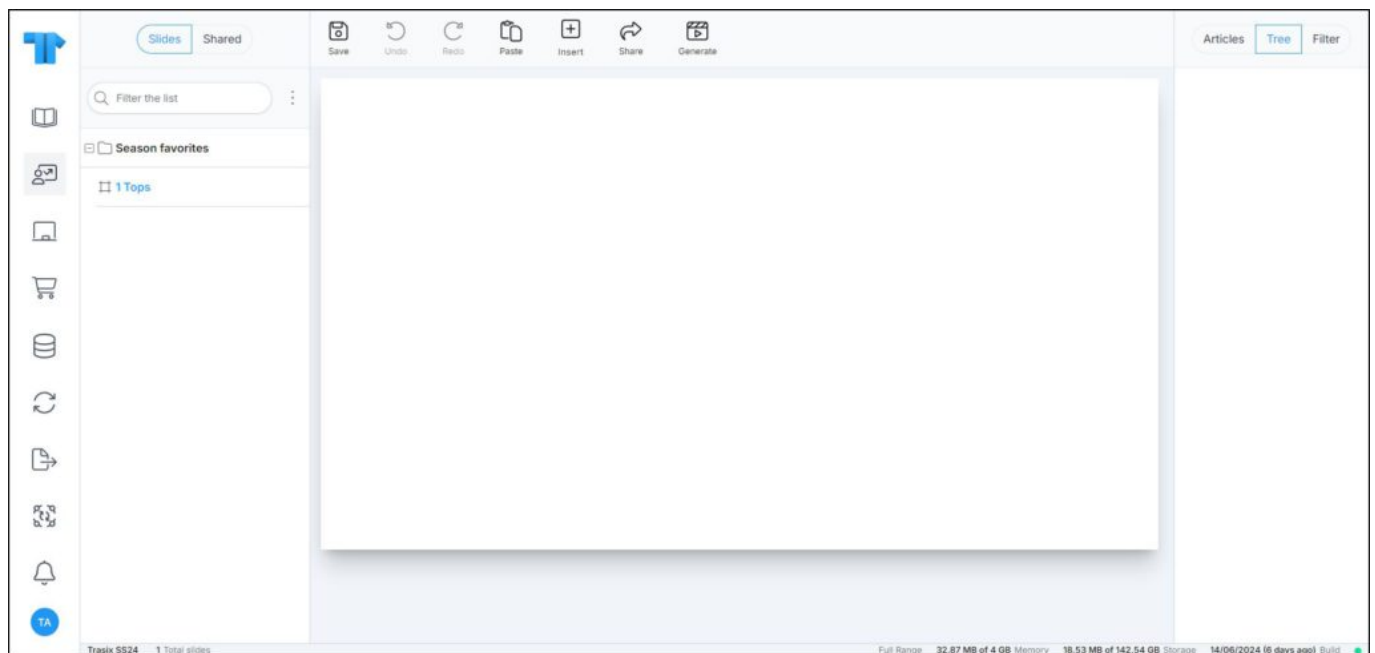 Slides Shared
Save Undo Redo Paste Insert Share Generate
Articles Tree Filter
Filter the list
Season favorites
1 Tops
TA
Trasix SS24 1 Total slides Full Range 32.87 MB of 4 GB Memory 18.53 MB of 142.54 GB Storage 14/06/2024 (6 days ago) Build